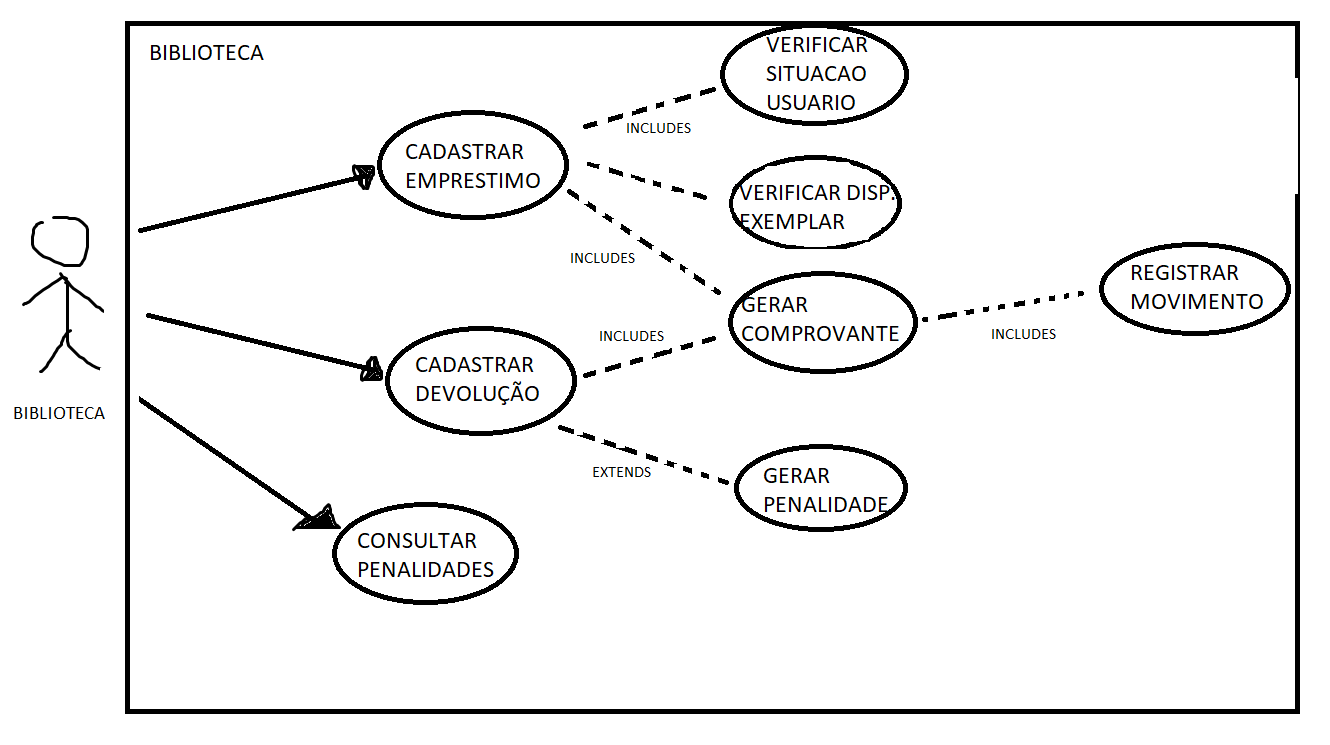 BIBLIOTECA
VERIFICAR
SITUACAO
USUARIO
INCLUDES
CADASTRAR
EMPRESTIMO
VERIFICAR DISP.
EXEMPLAR
INCLUDES
GERAR
COMPROVANTE
REGISTRAR
MOVIMENTO
INCLUDES
INCLUDES
CADASTRAR
DEVOLUÇÃO
BIBLIOTECA
EXTENDS
GERAR
PENALIDADE
CONSULTAR
PENALIDADES